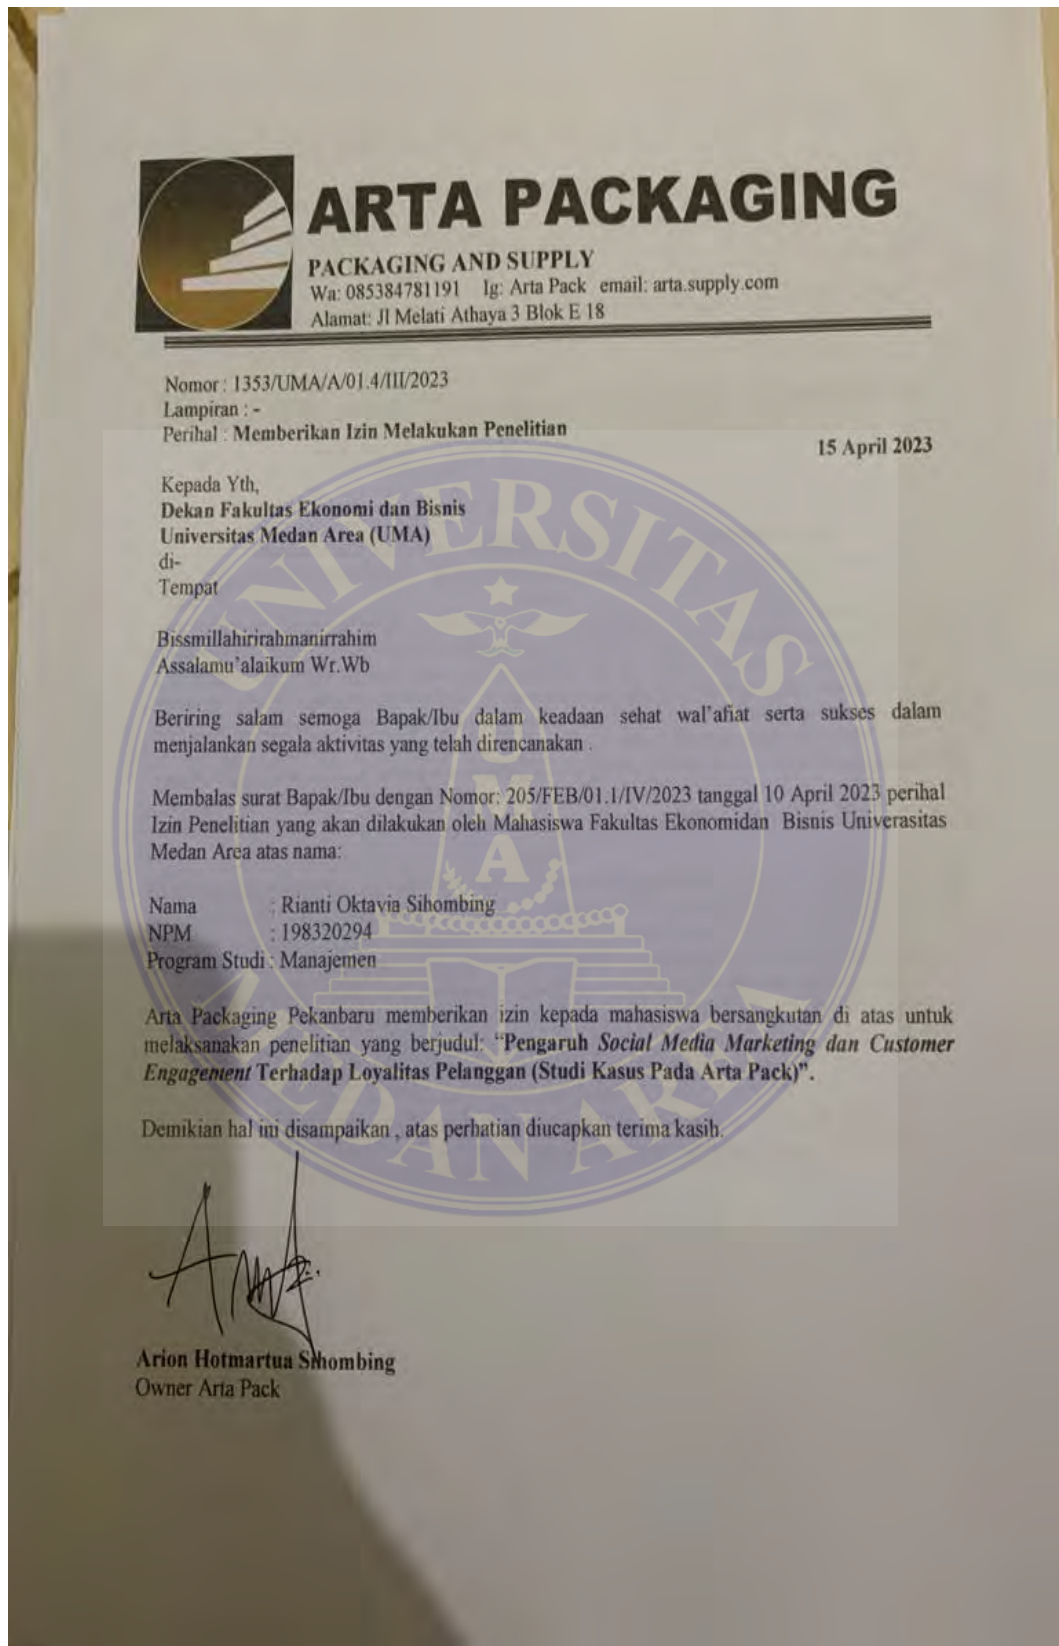 ARTA PACKAGING
PACKAGING AND SUPPLY
Wa: 085384781191 Ig: Arta Pack email: arta.supply.com
Alamat: Jl Melati Athaya 3 Blok E 18
Nomor : 1353/UMA/A/01.4/III/2023
Lampiran : -
Perihal : Memberikan Izin Melakukan Penelitian
15 April 2023
Kepada Yth,
Dekan Fakultas Ekonomi dan Bisnis
Universitas Medan Area (UMA)
di-
Tempat
Bissmillahirirahmanirrahim
Assalamu'alaikum Wr.Wb
Beriring salam semoga Bapak/Ibu dalam keadaan sehat wal'afiat serta sukses dalam
menjalankan segala aktivitas yang telah direncanakan .
Membalas surat Bapak/Ibu dengan Nomor: 205/FEB/01.1/IV/2023 tanggal 10 April 2023 perihal
Izin Penelitian yang akan dilakukan oleh Mahasiswa Fakultas Ekonomidan Bisnis Univerasitas
Medan Area atas nama:
Nama : Rianti Oktavia Sihombing
NPM : 198320294
Program Studi : Manajemen
Arta Packaging Pekanbaru memberikan izin kepada mahasiswa bersangkutan di atas untuk
melaksanakan penelitian yang berjudul: "Pengaruh Social Media Marketing dan Customer
Engagement Terhadap Loyalitas Pelanggan (Studi Kasus Pada Arta Pack)".
Demikian hal ini disampaikan , atas perhatian diucapkan terima kasih.
Arion Hotmartua Sihombing
Owner Arta Pack
UNIVERSITAS
UMA
MEDAN AREA